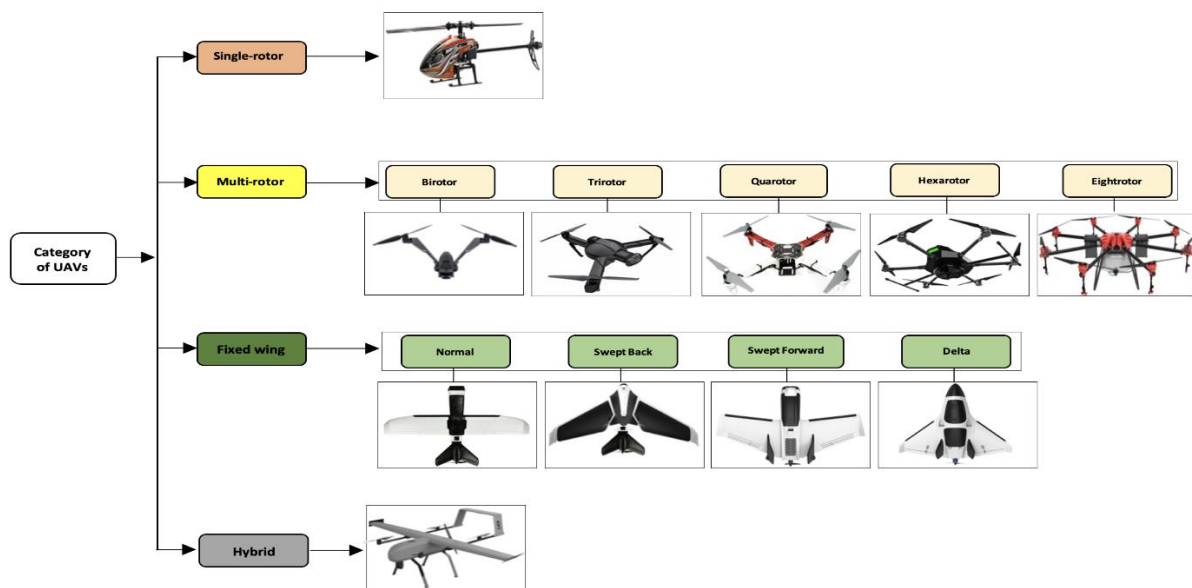 Single-rotor
Multi-rotor
Birotor
Trirotor
Quarotor
Hexarotor
Eightrotor
Category
of UAVs
Fixed wing
Normal
Swept Back
Swept Forward
Delta
Hybrid